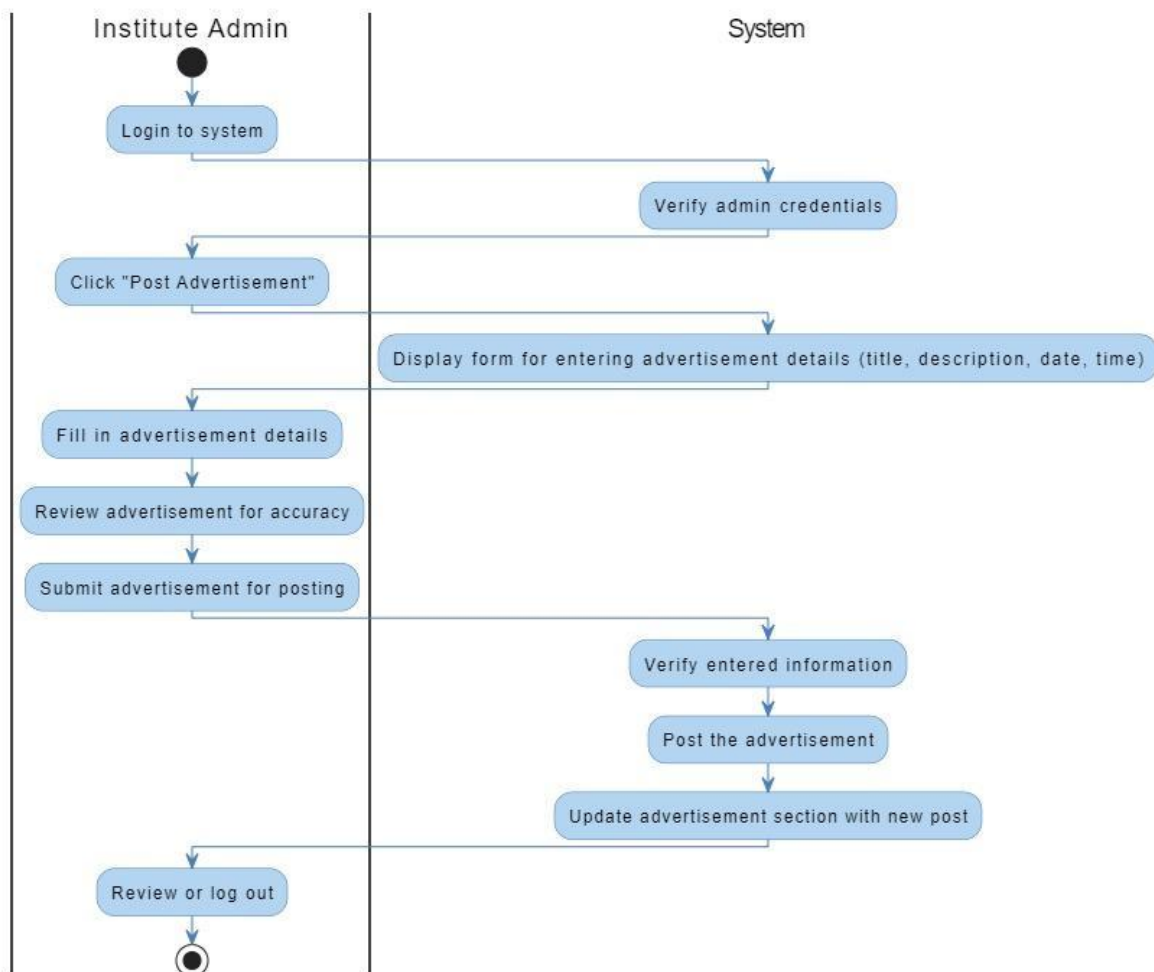 Institute Admin
System
Login to system
Verify admin credentials
Click "Post Advertisement"
Display form for entering advertisement details (title, description, date, time)
Fill in advertisement details
Review advertisement for accuracy
Submit advertisement for posting
Verify entered information
Post the advertisement
Update advertisement section with new post
Review or log out